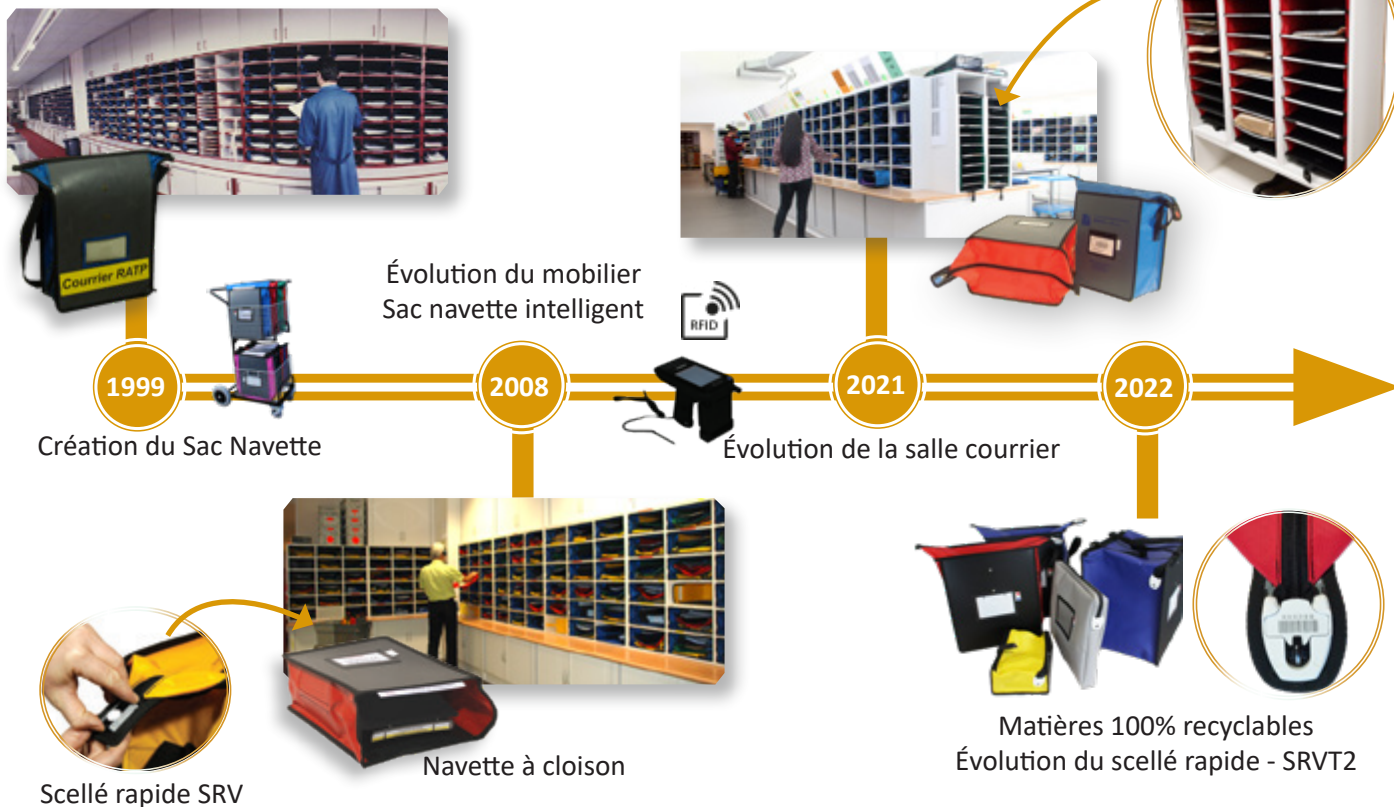 Courrier RATP
Évolution du mobilier
Sac navette intelligent
RFID
1999
2008
2021
2022
Création du Sac Navette
Évolution de la salle courrier
Navette à cloison
Scellé rapide SRV
Matières 100% recyclables
Évolution du scellé rapide - SRVT2